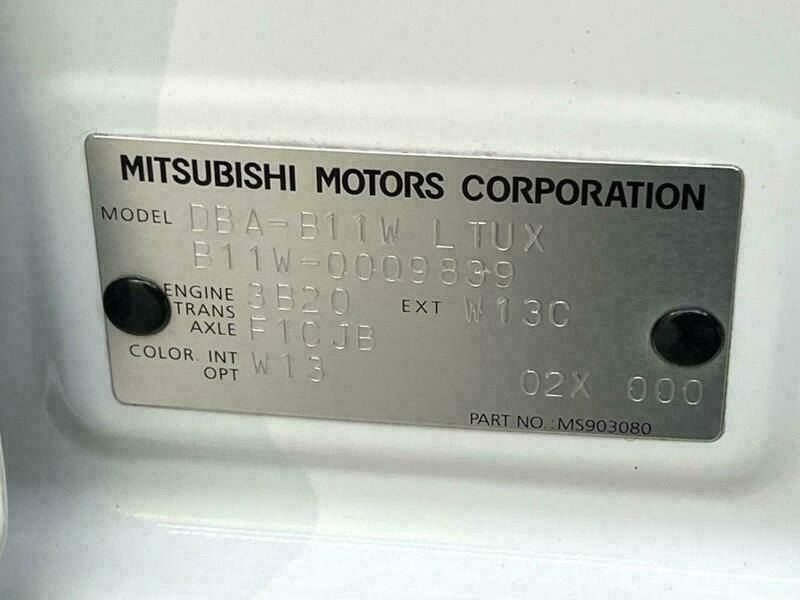 MITSUBISHI MOTORS CORPORATION
MODEL DBA-B11W LTUX
B11W-0009839
ENGINE 3B20 EXT W13C
TRANS AXLE F1CJB
COLOR. INT W13
OPT 02X 000
PART NO.:MS903080